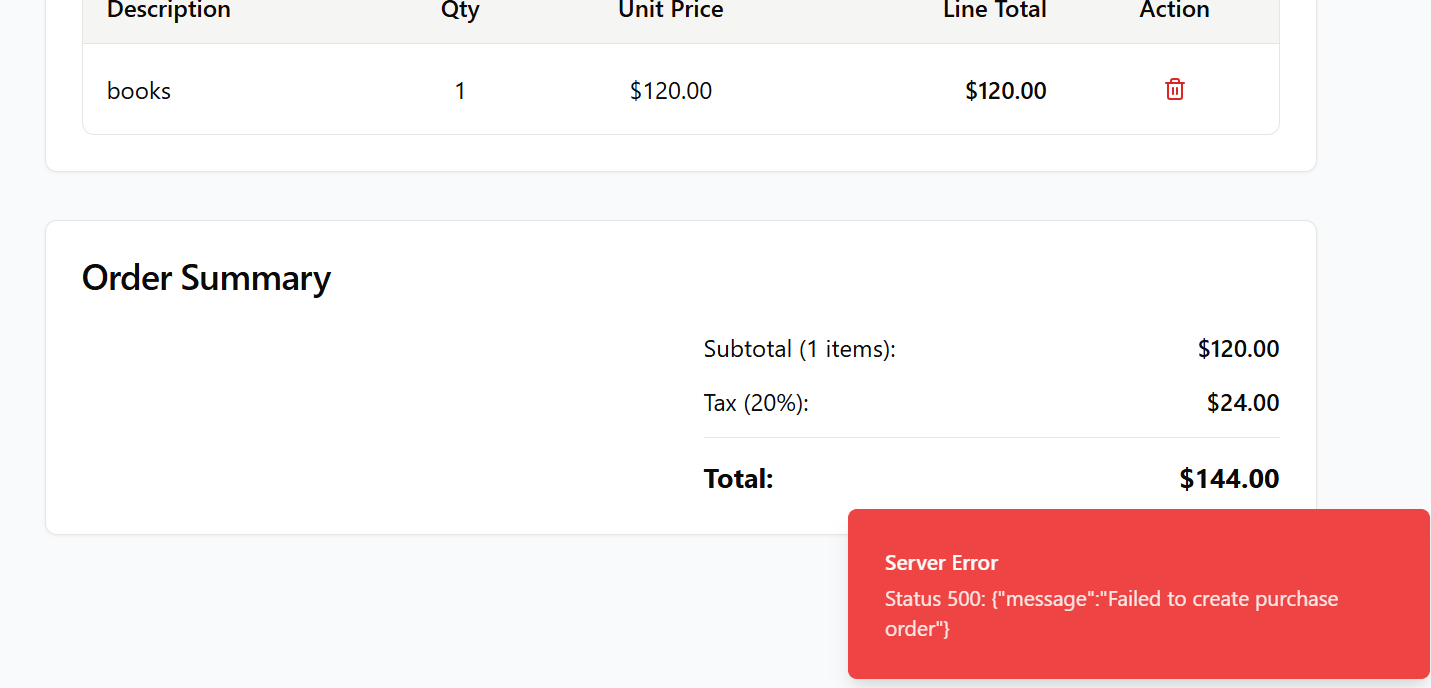 Description Qty Unit Price Line Total Action
books 1 $120.00 $120.00
Order Summary
Subtotal (1 items): $120.00
Tax (20%): $24.00
Total: $144.00
Server Error
Status 500: {"message":"Failed to create purchase
order"}